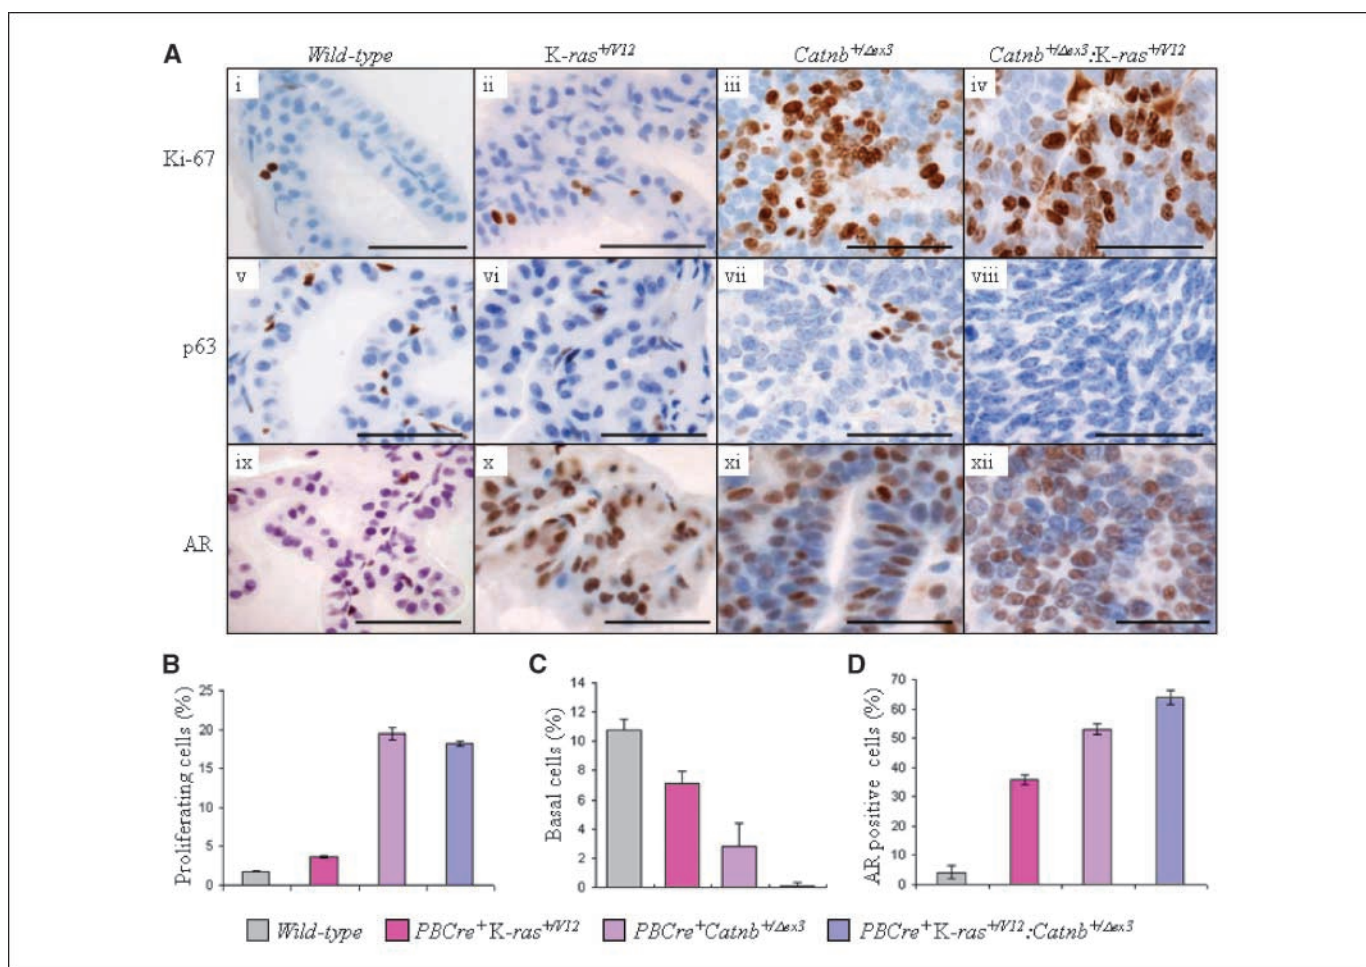 A
Wild-type K-ras+/V12 Catnb+/Δex3 Catnb+/Δex3:K-ras+/V12
i ii iii iv
Ki-67
v vi vii viii
p63
ix x xi xii
AR
B C D
Proliferating cells (%)
25
20
15
10
5
0
Basal cells (%)
14
12
10
8
6
4
2
0
AR positive cells (%)
70
60
50
40
30
20
10
0
Wild-type PBCre+K-ras+/V12 PBCre+Catnb+/Δex3 PBCre+K-ras+/V12:Catnb+/Δex3